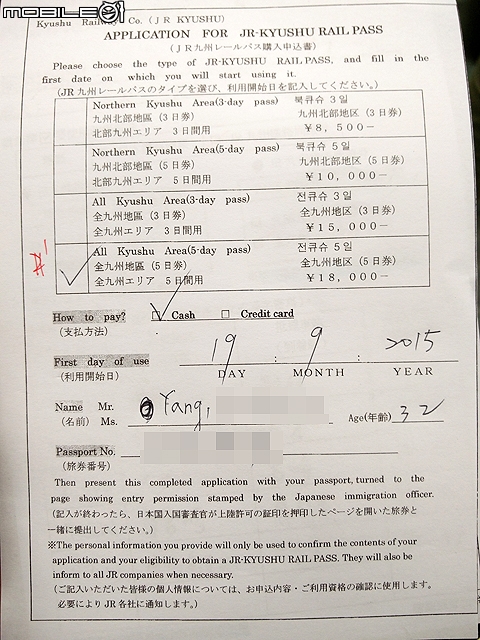 MOBILE01
Kyushu Railway Co. (JR KYUSHU)
APPLICATION FOR JR-KYUSHU RAIL PASS
(JR九州レールパス購入申込書)
Please choose the type of JR-KYUSHU RAIL PASS, and fill in the
first date on which you will start using it.
(JR九州レールパスのタイプを選び、利用開始日を記入してください。)
Northern Kyushu Area(3-day pass) 북큐슈 3일
九州北部地區 (3日券) 九州北部地区 (3日券)
北部九州エリア 3日間用 ¥8,500-
Northern Kyushu Area(5-day pass) 북큐슈 5일
九州北部地區 (5日券) 九州北部地区 (5日券)
北部九州エリア 5日間用 ¥10,000-
All Kyushu Area(3-day pass) 전큐슈 3일
全九州地區 (3日券) 全九州地区 (3日券)
全九州エリア 3日間用 ¥15,000-
All Kyushu Area(5-day pass) 전큐슈 5일
全九州地區 (5日券) 全九州地区 (5日券)
全九州エリア 5日間用 ¥18,000-
How to pay? Cash Credit card
(支払方法)
First day of use 19 : 9 : 2015
(利用開始日) DAY MONTH YEAR
Name Mr. Yang,
(名前) Ms. Age(年齢) 32
Passport No.
(旅券番号)
Then present this completed application with your passport, turned to the
page showing entry permission stamped by the Japanese immigration officer.
(記入が終わったら、日本国入国審査官が上陸許可の証印を押印したページを開いた旅券と
一緒に提出してください。)
※The personal information you provide will only be used to confirm the contents of your
application and your eligibility to obtain a JR-KYUSHU RAIL PASS. They will also be
inform to all JR companies when necessary.
(ご記入いただいた皆様の個人情報については、お申込内容・ご利用資格の確認に使用します。
必要によりJR各社に通知します。)